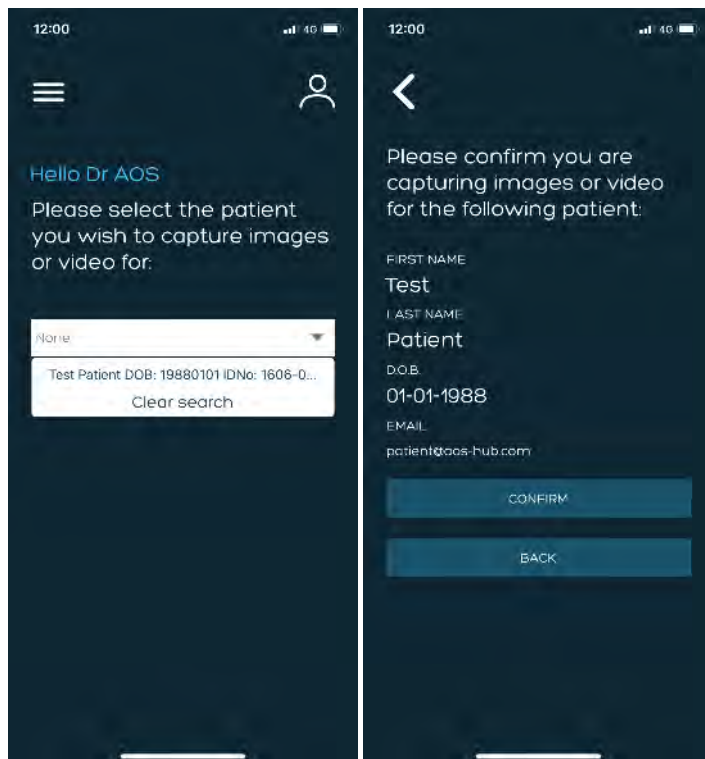 12:00
4G
Hello Dr AOS
Please select the patient
you wish to capture images
or video for:
None
Test Patient DOB: 19880101 IDNo: 1606-0...
Clear search
12:00
4G
Please confirm you are
capturing images or video
for the following patient:
FIRST NAME
Test
LAST NAME
Patient
D.O.B.
01-01-1988
EMAIL
patient@aos-hub.com
CONFIRM
BACK